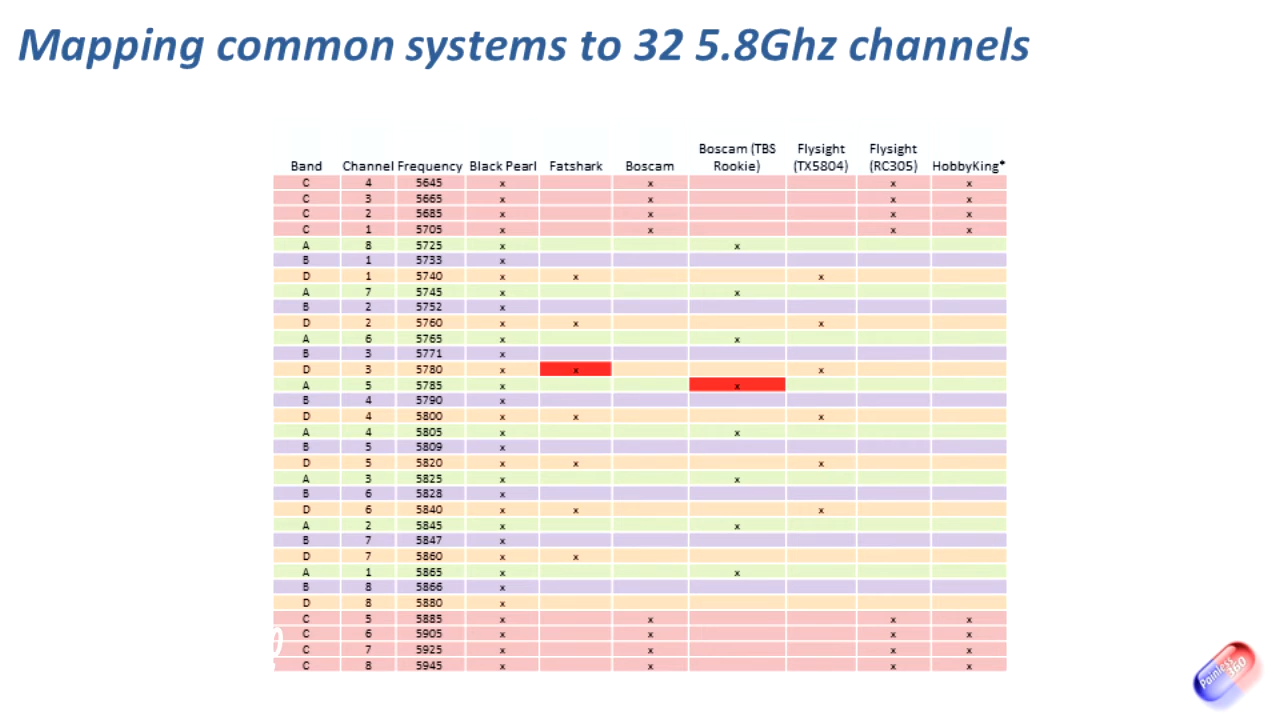 Mapping common systems to 32 5.8Ghz channels
Band Channel Frequency Black Pearl Fatshark Boscam Boscam (TBS Rookie) Flysight (TX5804) Flysight (RC305) HobbyKing*
C 4 5645 x x x x
C 3 5665 x x x x
C 2 5685 x x x x
C 1 5705 x x x x
A 8 5725 x x
B 1 5733 x
D 1 5740 x x x
A 7 5745 x x
B 2 5752 x
D 2 5760 x x x
A 6 5765 x x
B 3 5771 x
D 3 5780 x x x
A 5 5785 x x
B 4 5790 x
D 4 5800 x x x
A 4 5805 x x
B 5 5809 x
D 5 5820 x x x
A 3 5825 x x
B 6 5828 x
D 6 5840 x x x
A 2 5845 x x
B 7 5847 x
D 7 5860 x x
A 1 5865 x x
B 8 5866 x
D 8 5880 x
C 5 5885 x x x x
C 6 5905 x x x x
C 7 5925 x x x x
C 8 5945 x x x x
Painless360